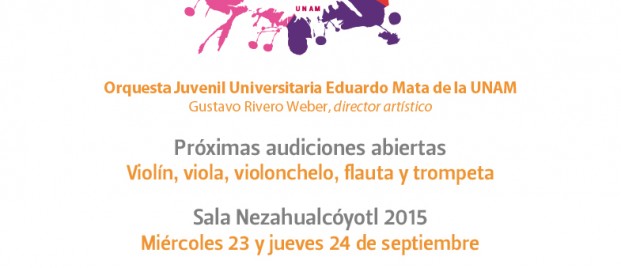 UNAM
Orquesta Juvenil Universitaria Eduardo Mata de la UNAM
Gustavo Rivero Weber, director artístico
Próximas audiciones abiertas
Violín, viola, violonchelo, flauta y trompeta
Sala Nezahualcóyotl 2015
Miércoles 23 y jueves 24 de septiembre